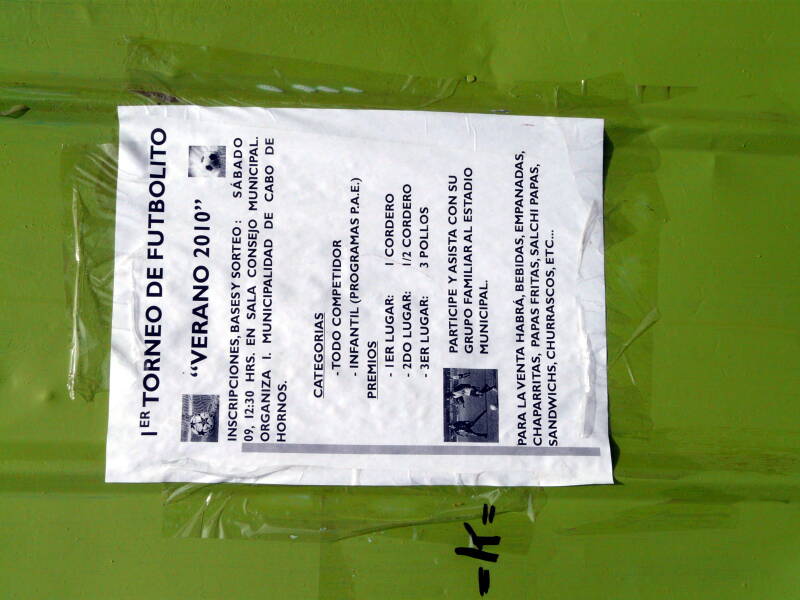 1ER TORNEO DE FUTBOLITO
“VERANO 2010”
INSCRIPCIONES, BASES Y SORTEO: SÁBADO
09, 12:30 HRS. EN SALA CONSEJO MUNICIPAL.
ORGANIZA I. MUNICIPALIDAD DE CABO DE
HORNOS.
CATEGORIAS
- TODO COMPETIDOR
- INFANTIL (PROGRAMAS P.A.E.)
PREMIOS
- 1ER LUGAR: 1 CORDERO
- 2DO LUGAR: 1/2 CORDERO
- 3ER LUGAR: 3 POLLOS
PARTICIPE Y ASISTA CON SU
GRUPO FAMILIAR AL ESTADIO
MUNICIPAL.
PARA LA VENTA HABRÁ, BEBIDAS, EMPANADAS,
CHAPARRITAS, PAPAS FRITAS, SALCHI PAPAS,
SANDWICHS, CHURRASCOS, ETC...
=K=